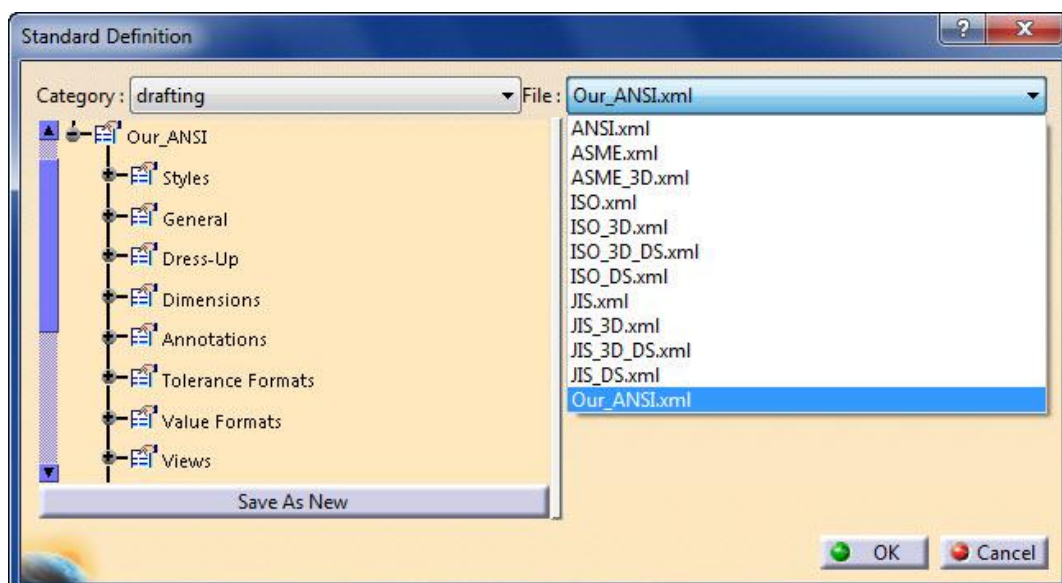 Standard Definition
Category : drafting File : Our_ANSI.xml
Our_ANSI
Styles
General
Dress-Up
Dimensions
Annotations
Tolerance Formats
Value Formats
Views
Save As New
ANSI.xml
ASME.xml
ASME_3D.xml
ISO.xml
ISO_3D.xml
ISO_3D_DS.xml
ISO_DS.xml
JIS.xml
JIS_3D.xml
JIS_3D_DS.xml
JIS_DS.xml
Our_ANSI.xml
OK Cancel